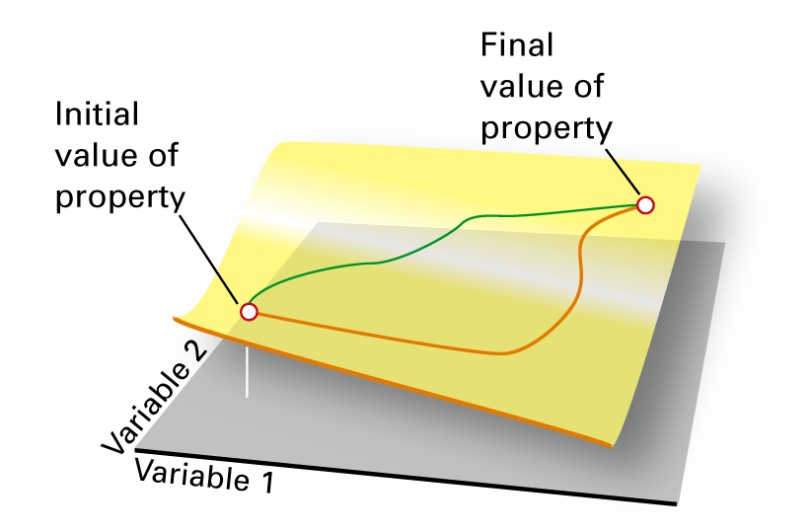 Final
value of
property
Initial
value of
property
Variable 2
Variable 1